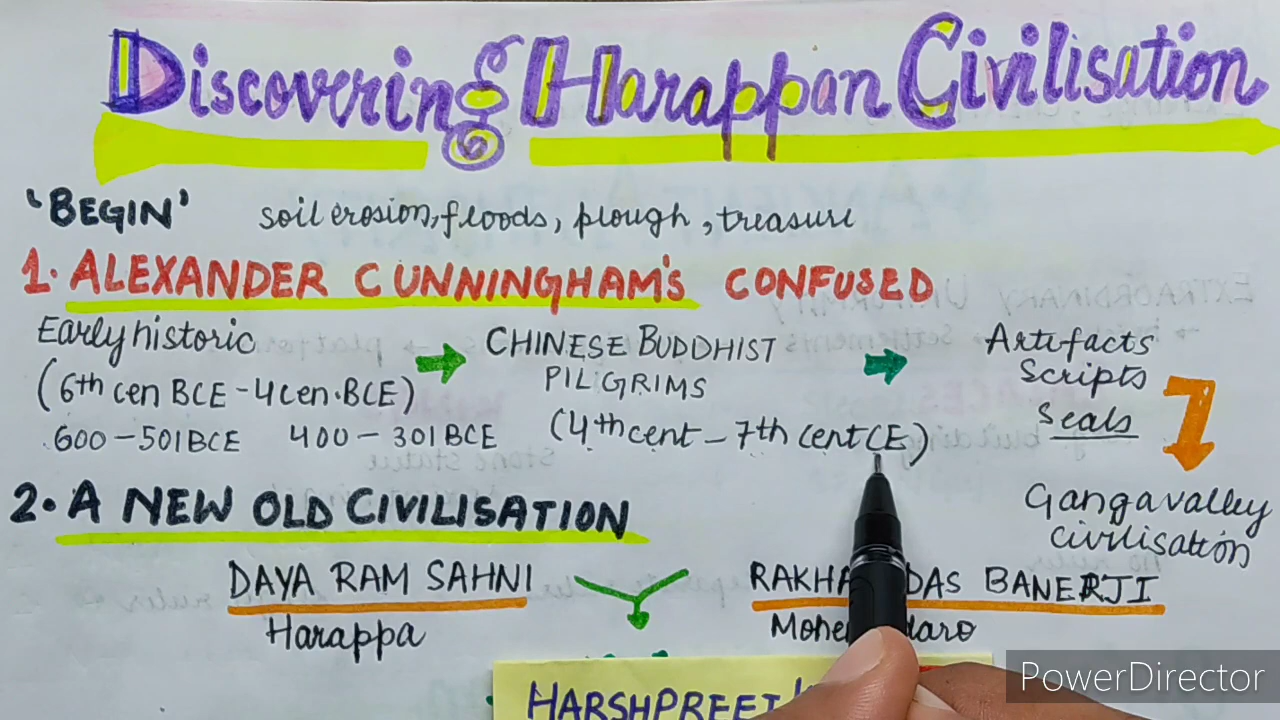 Discovering Harappan Civilisation
'BEGIN' soil erosion, floods, plough, treasure
1. ALEXANDER CUNNINGHAM'S CONFUSED
Early historic
(6th cen BCE - 4 cen. BCE)
600 - 501 BCE 400 - 301 BCE
CHINESE BUDDHIST
PILGRIMS
(4th cent - 7th cent CE)
Artifacts
Scripts
Seals
Ganga valley
civilisation
2. A NEW OLD CIVILISATION
DAYA RAM SAHNI
Harappa
DAS BANERJI
HARSHPREET
PowerDirector